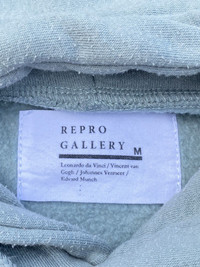 REPRO
GALLERY M
Leonardo da Vinci / Vincent van
Gogh / Johannes Vermeer /
Edvard Munch